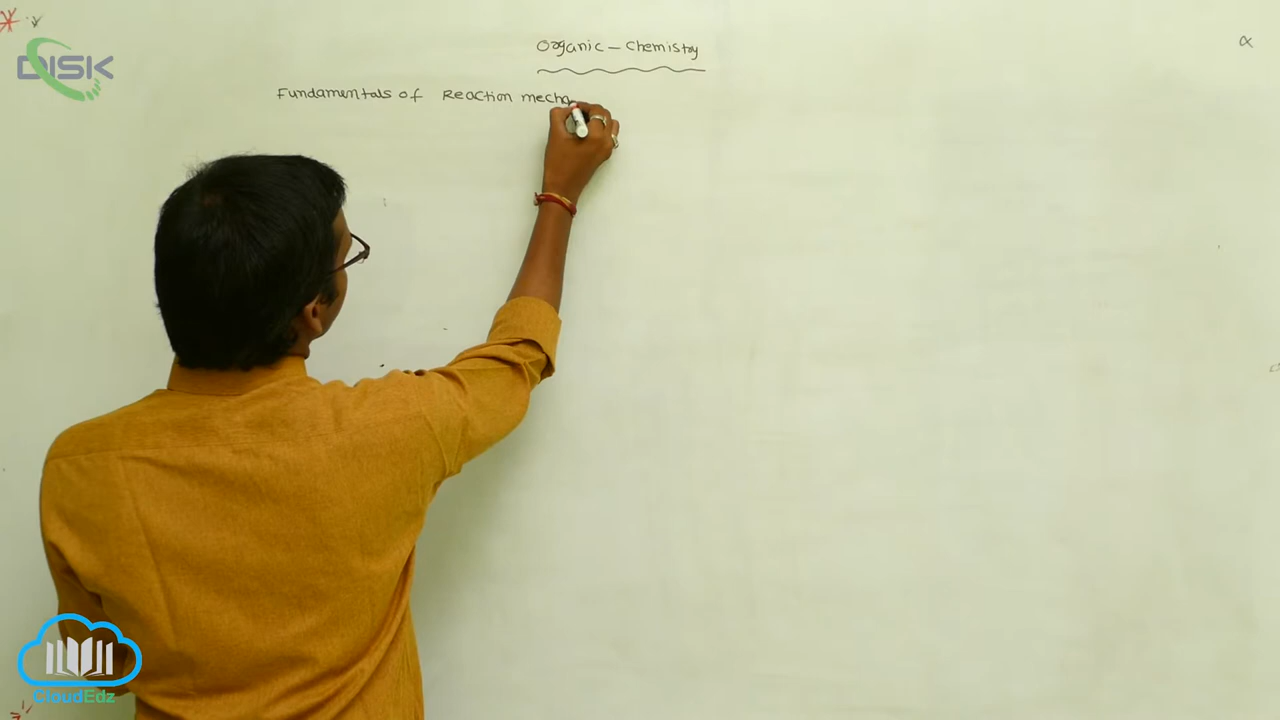 Organic - Chemistry
DISK
Fundamentals of Reaction mecha
CloudEdz
α